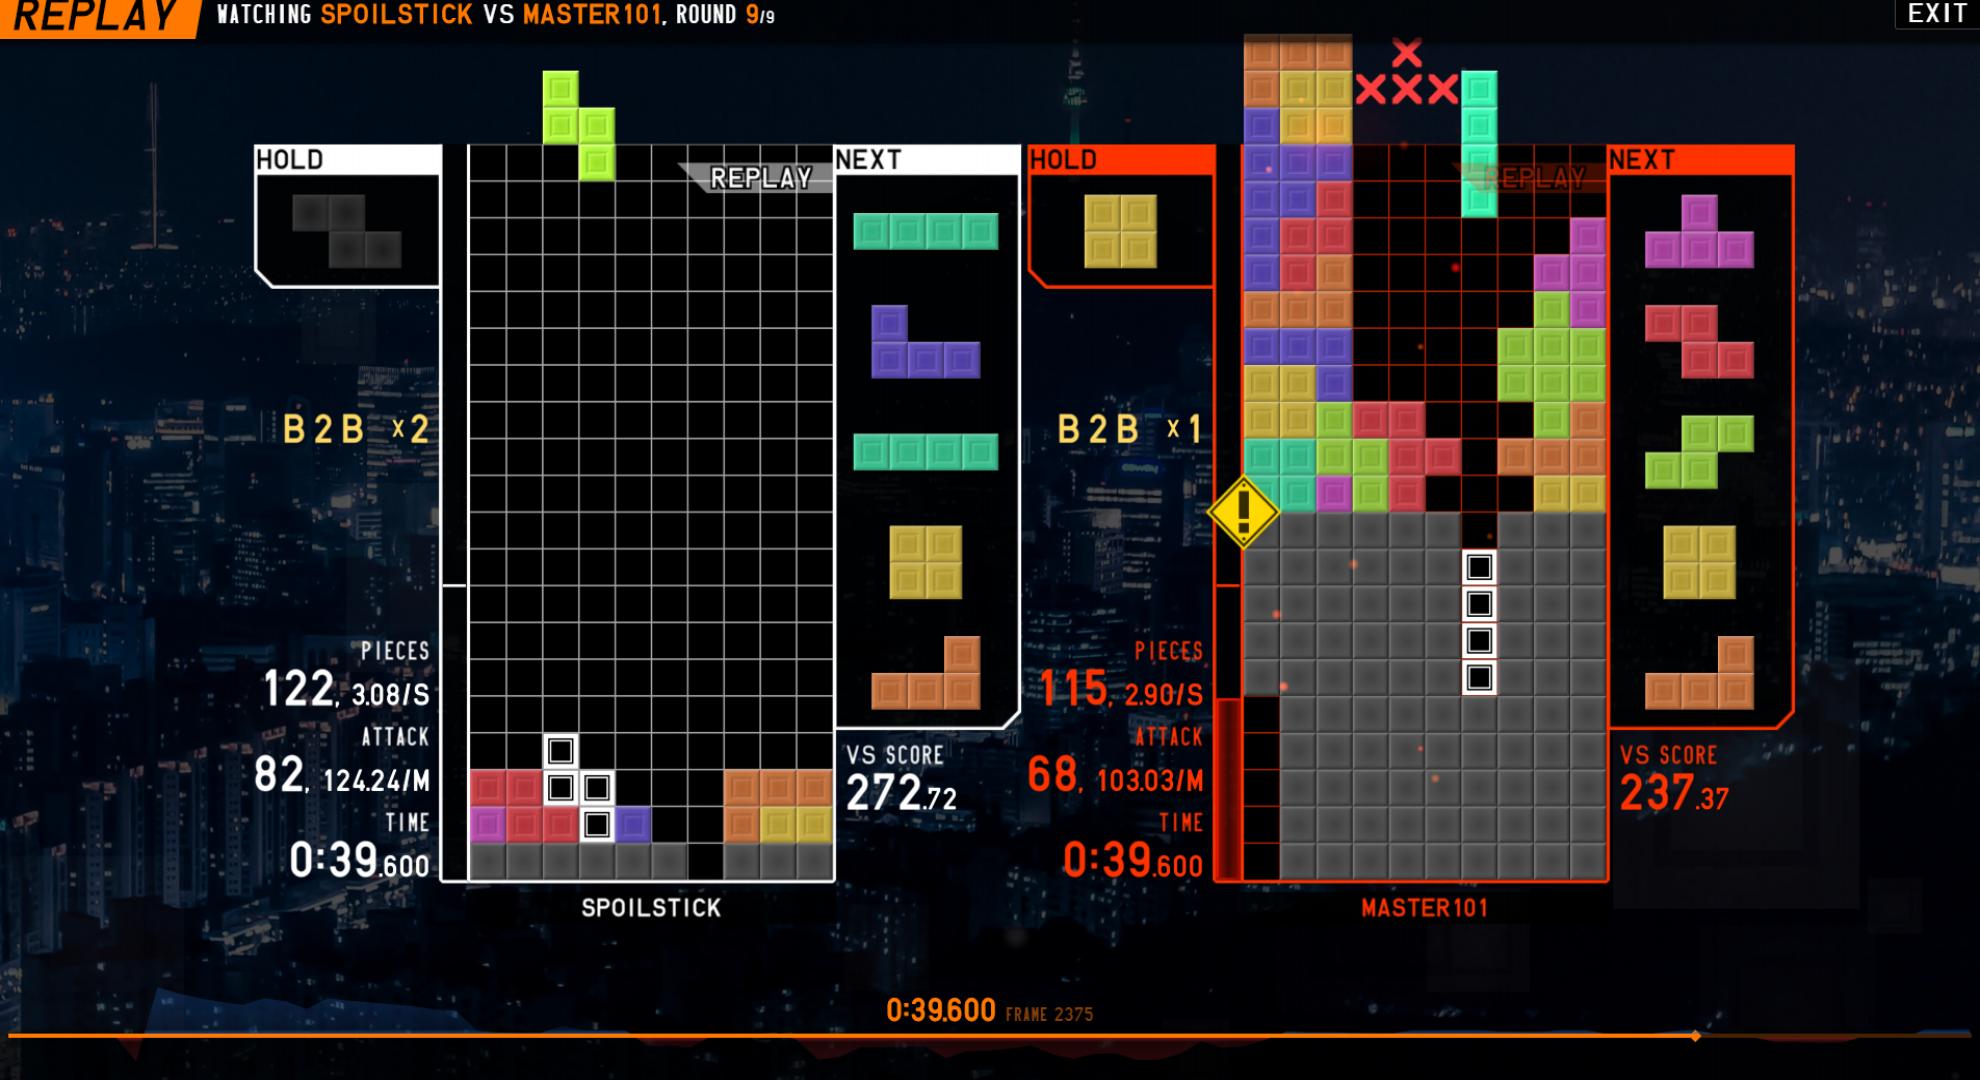 REPLAY
WATCHING SPOILSTICK VS MASTER101, ROUND 9/9
EXIT
HOLD
REPLAY
NEXT
B2B ×2
PIECES
122, 3.08/S
ATTACK
82, 124.24/M
TIME
0:39.600
VS SCORE
272.72
SPOILSTICK
HOLD
REPLAY
NEXT
B2B ×1
!
PIECES
115, 2.90/S
ATTACK
68, 103.03/M
TIME
0:39.600
VS SCORE
237.37
MASTER101
0:39.600 FRAME 2375